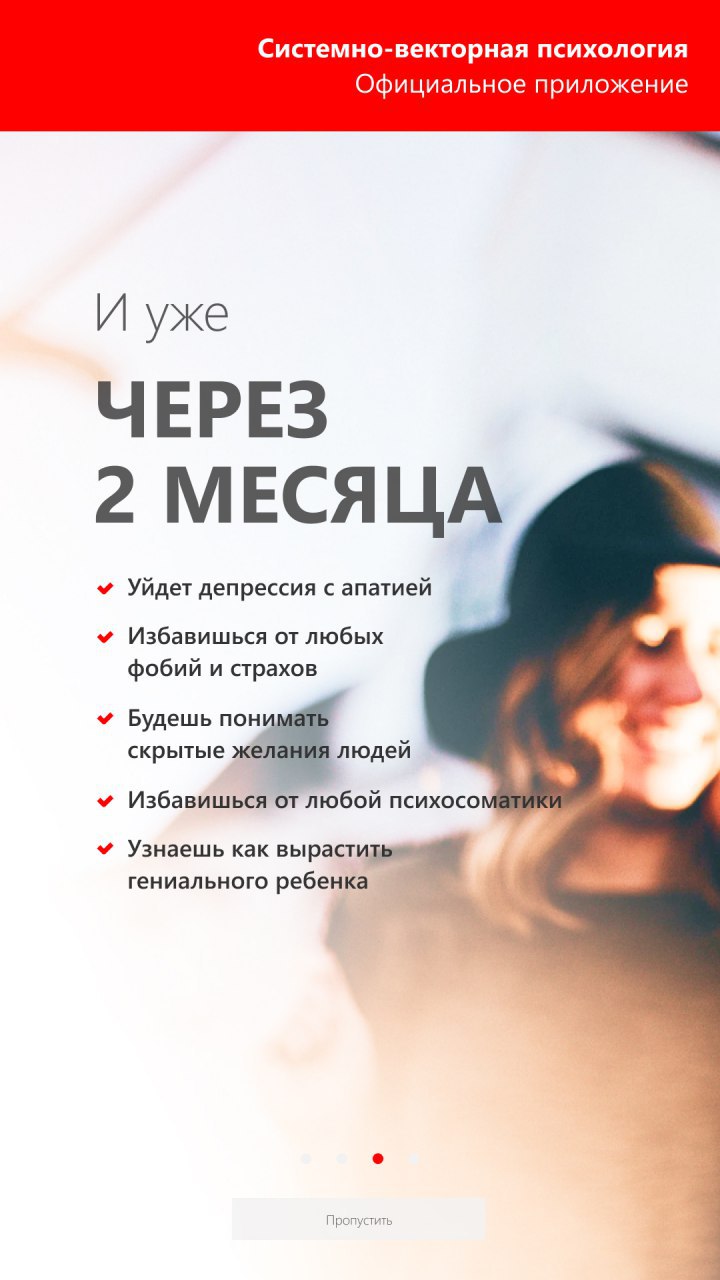 Системно-векторная психология
Официальное приложение
И уже
ЧЕРЕЗ
2 МЕСЯЦА
Уйдет депрессия с апатией
Избавишься от любых
фобий и страхов
Будешь понимать
скрытые желания людей
Избавишься от любой психосоматики
Узнаешь как вырастить
гениального ребенка
Пропустить